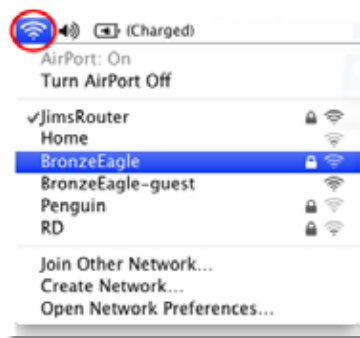 (Charged)
AirPort: On
Turn AirPort Off
✓JimsRouter
Home
BronzeEagle
BronzeEagle-guest
Penguin
RD
Join Other Network...
Create Network...
Open Network Preferences...